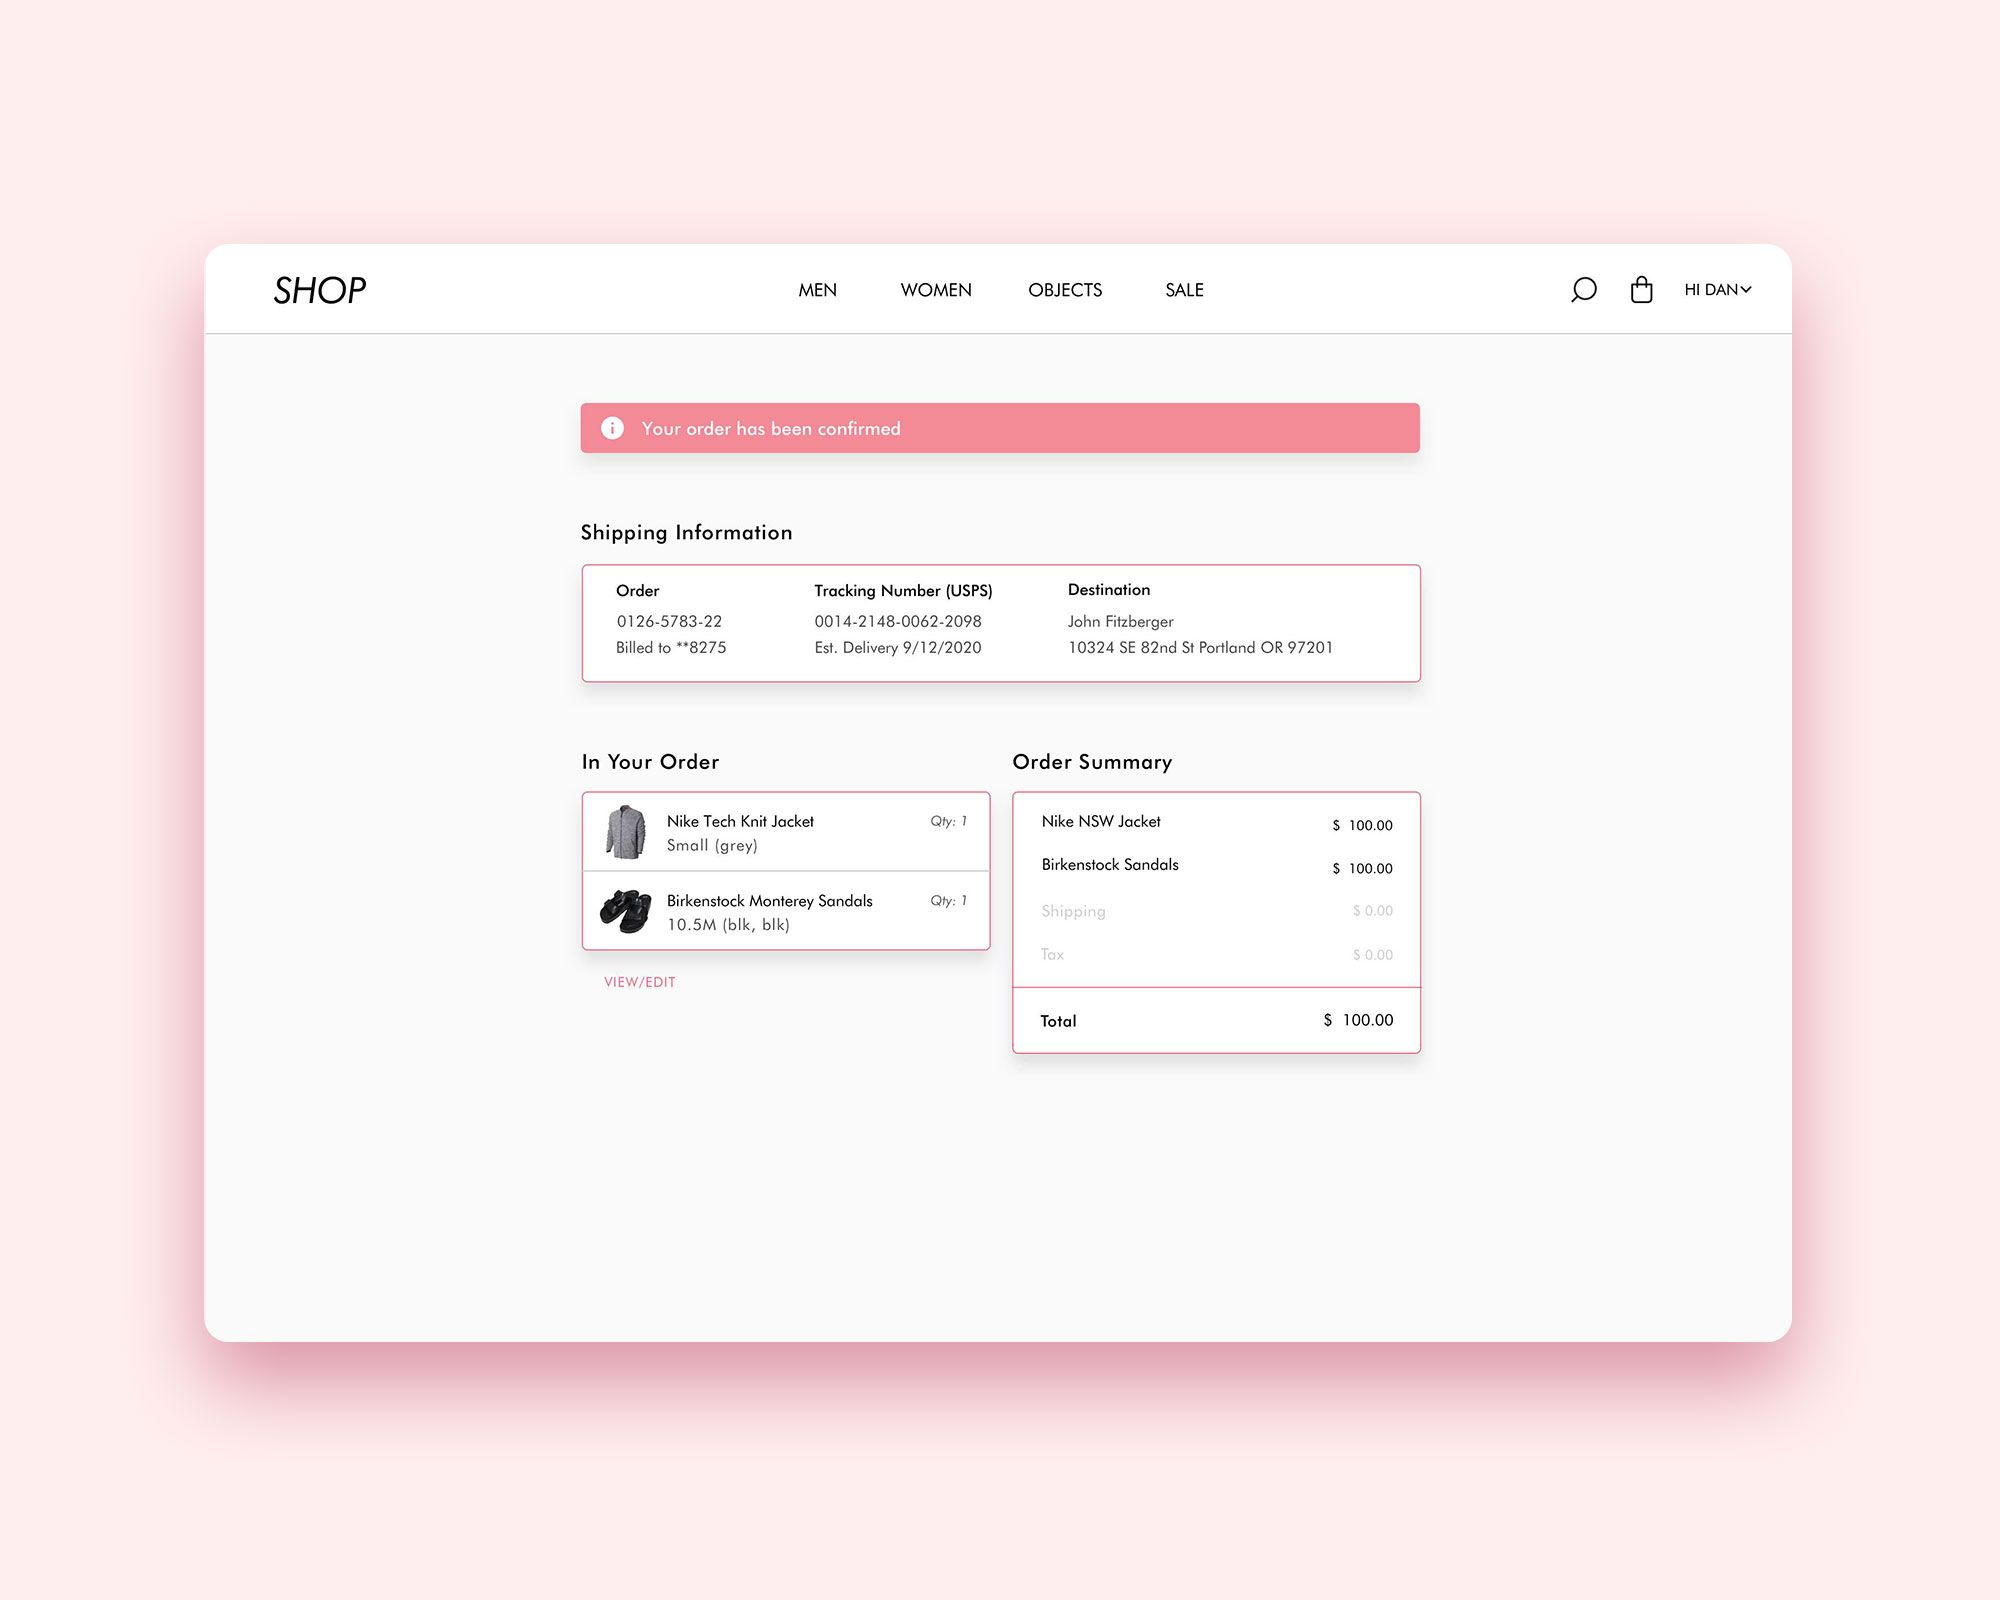 SHOP
MEN WOMEN OBJECTS SALE
HI DAN
Your order has been confirmed
Shipping Information
Order Tracking Number (USPS) Destination
0126-5783-22 0014-2148-0062-2098 John Fitzberger
Billed to **8275 Est. Delivery 9/12/2020 10324 SE 82nd St Portland OR 97201
In Your Order
Nike Tech Knit Jacket Qty: 1
Small (grey)
Birkenstock Monterey Sandals Qty: 1
10.5M (blk, blk)
VIEW/EDIT
Order Summary
Nike NSW Jacket $ 100.00
Birkenstock Sandals $ 100.00
Shipping $ 0.00
Tax $ 0.00
Total $ 100.00